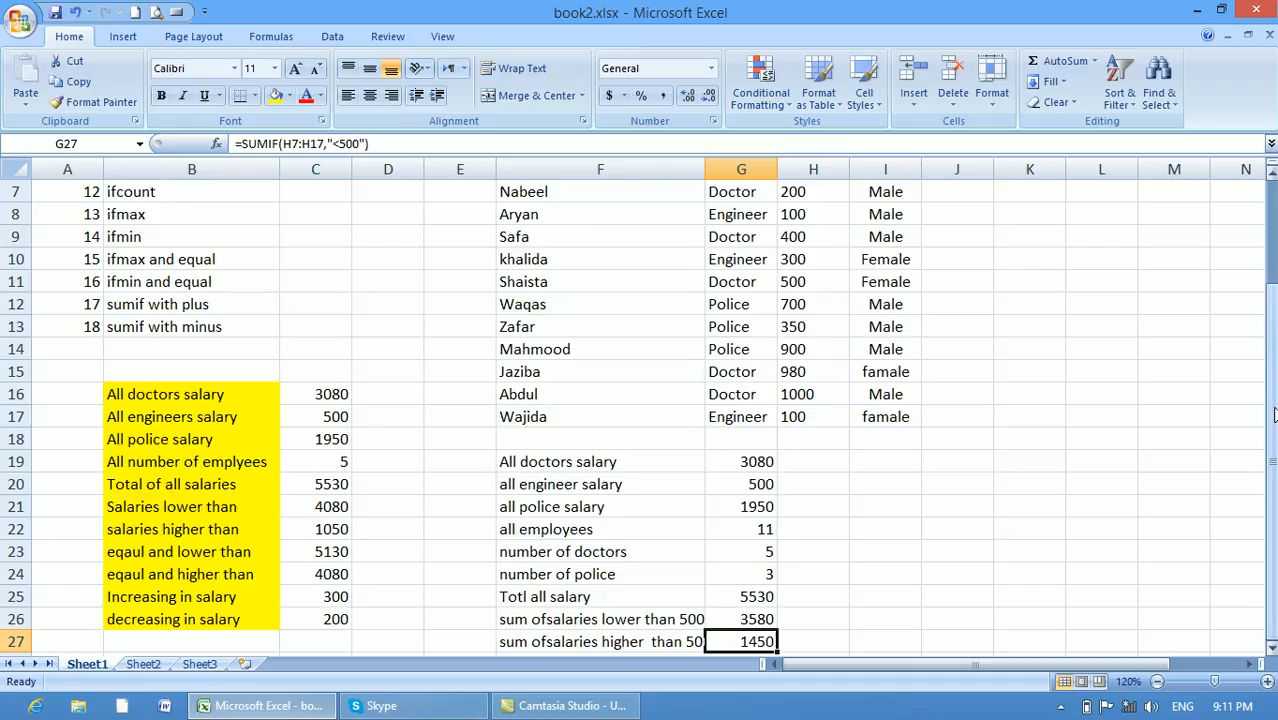 book2.xlsx - Microsoft Excel
Home Insert Page Layout Formulas Data Review View
Paste
Cut
Copy
Format Painter
Clipboard
Calibri 11
B I U
Font
Wrap Text
Merge & Center
Alignment
General
$ % ,
Number
Conditional Formatting
Format as Table
Cell Styles
Styles
Insert Delete Format
Cells
Σ AutoSum
Fill
Clear
Sort & Filter
Find & Select
Editing
G27 fx =SUMIF(H7:H17,"<500")
A B C D E F G H I J K L M N
7 12 ifcount Nabeel Doctor 200 Male
8 13 ifmax Aryan Engineer 100 Male
9 14 ifmin Safa Doctor 400 Male
10 15 ifmax and equal khalida Engineer 300 Female
11 16 ifmin and equal Shaista Doctor 500 Female
12 17 sumif with plus Waqas Police 700 Male
13 18 sumif with minus Zafar Police 350 Male
14 Mahmood Police 900 Male
15 Jaziba Doctor 980 famale
16 All doctors salary 3080 Abdul Doctor 1000 Male
17 All engineers salary 500 Wajida Engineer 100 famale
18 All police salary 1950
19 All number of emplyees 5 All doctors salary 3080
20 Total of all salaries 5530 all engineer salary 500
21 Salaries lower than 4080 all police salary 1950
22 salaries higher than 1050 all employees 11
23 eqaul and lower than 5130 number of doctors 5
24 eqaul and higher than 4080 number of police 3
25 Increasing in salary 300 Totl all salary 5530
26 decreasing in salary 200 sum ofsalaries lower than 500 3580
27 sum ofsalaries higher  than 50 1450
Sheet1 Sheet2 Sheet3
Ready 120%
Microsoft Excel - bo... Skype Camtasia Studio - U... ENG 9:11 PM